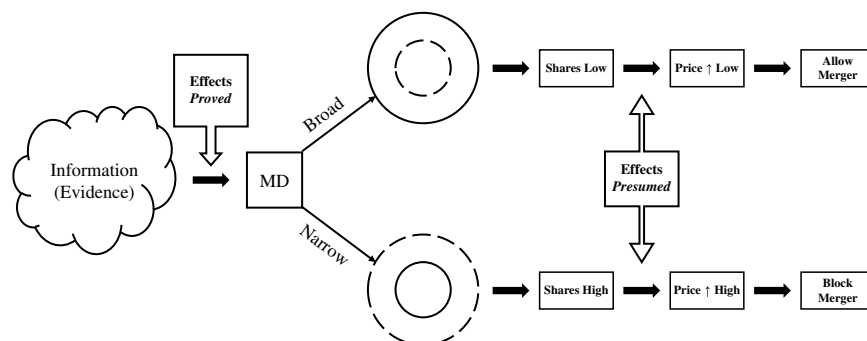 Effects
Proved
Information
(Evidence)
MD
Broad
Narrow
Shares Low
Price ↑ Low
Allow
Merger
Effects
Presumed
Shares High
Price ↑ High
Block
Merger